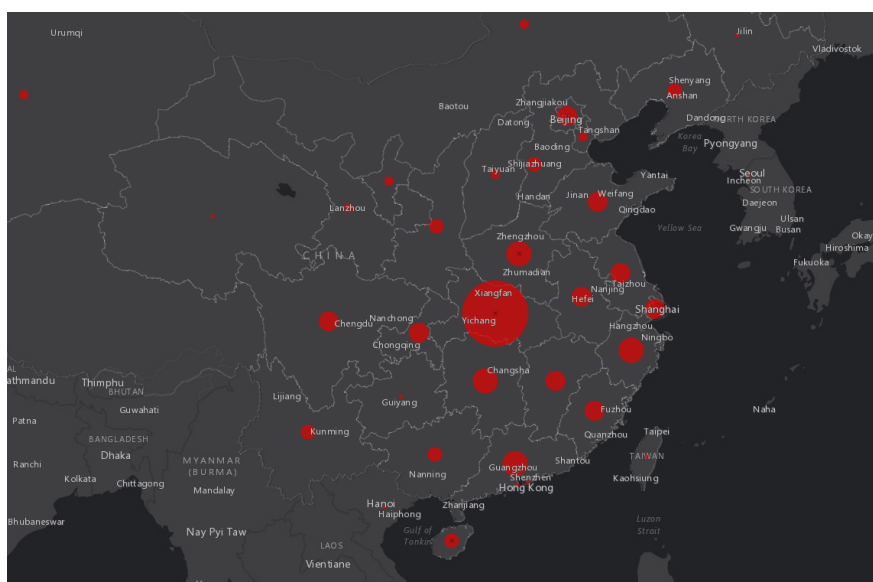 Urumqi
Jilin
Vladivostok
Shenyang
Anshan
Baotou
Zhangjiakou
Beijing
Datong
Tangshan
Dandong
NORTH KOREA
Korea
Bay
Pyongyang
Baoding
Shijiazhuang
Taiyuan
Yantai
Seoul
Incheon
SOUTH KOREA
Handan
Jinan
Weifang
Qingdao
Daejeon
Lanzhou
Ulsan
Gwangju
Busan
Yellow Sea
Okay
Hiroshima
Fukuoka
Zhengzhou
CHINA
Zhumadian
Xiangfan
Hefei
Nanjing
Taizhou
Shanghai
Yichang
Chengdu
Nanchong
Chongqing
Hangzhou
Ningbo
AL
athmandu
Thimphu
BHUTAN
Changsha
Lijiang
Guiyang
Guwahati
Fuzhou
Naha
Patna
BANGLADESH
Dhaka
Kunming
Quanzhou
Taipei
Ranchi
MYANMAR
(BURMA)
Guangzhou
Shantou
TAIWAN
Kolkata
Chittagong
Mandalay
Nanning
Shenzhen
Hong Kong
Kaohsiung
Hanoi
Haiphong
Zhanjiang
Bhubaneswar
Nay Pyi Taw
Gulf of
Tonkin
Luzon
Strait
LAOS
Vientiane